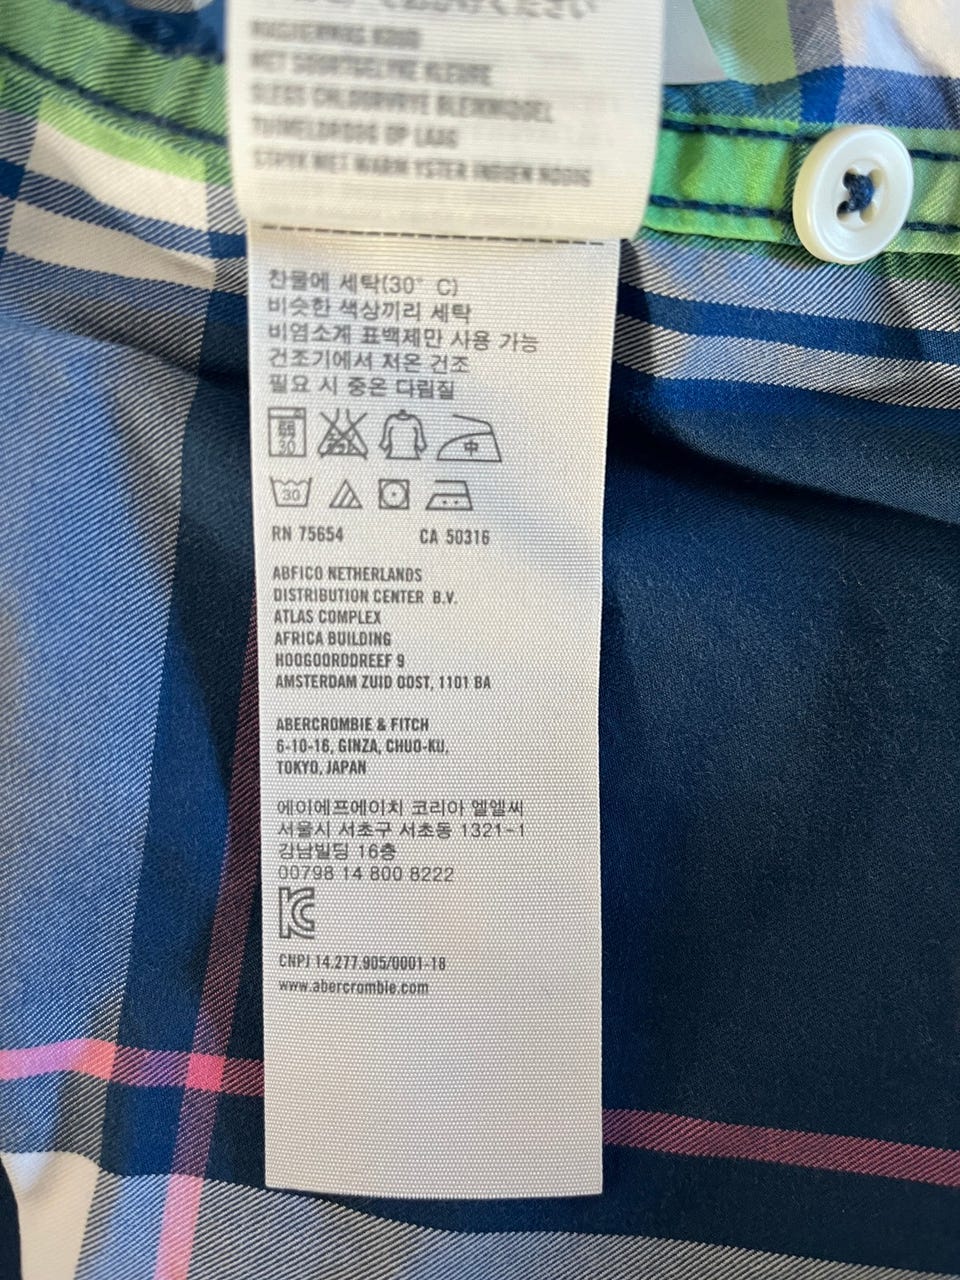 MASJIENWAS KOUD
MET SOORTGELYKE KLEURE
SLEGS CHLOORVRYE BLEIKMIDDEL
TUIMELDROOG OP LAAG
STRYK MET WARM YSTER INDIEN NODIG
찬물에 세탁(30° C)
비슷한 색상끼리 세탁
비염소계 표백제만 사용 가능
건조기에서 저온 건조
필요 시 중온 다림질
30 中
30
RN 75654 CA 50316
ABFICO NETHERLANDS
DISTRIBUTION CENTER B.V.
ATLAS COMPLEX
AFRICA BUILDING
HOOGOORDDREEF 9
AMSTERDAM ZUID OOST, 1101 BA
ABERCROMBIE & FITCH
6-10-16, GINZA, CHUO-KU,
TOKYO, JAPAN
에이에프에이치 코리아 엘엘씨
서울시 서초구 서초동 1321-1
강남빌딩 16층
00798 14 800 8222
CNPJ 14.277.905/0001-18
www.abercrombie.com